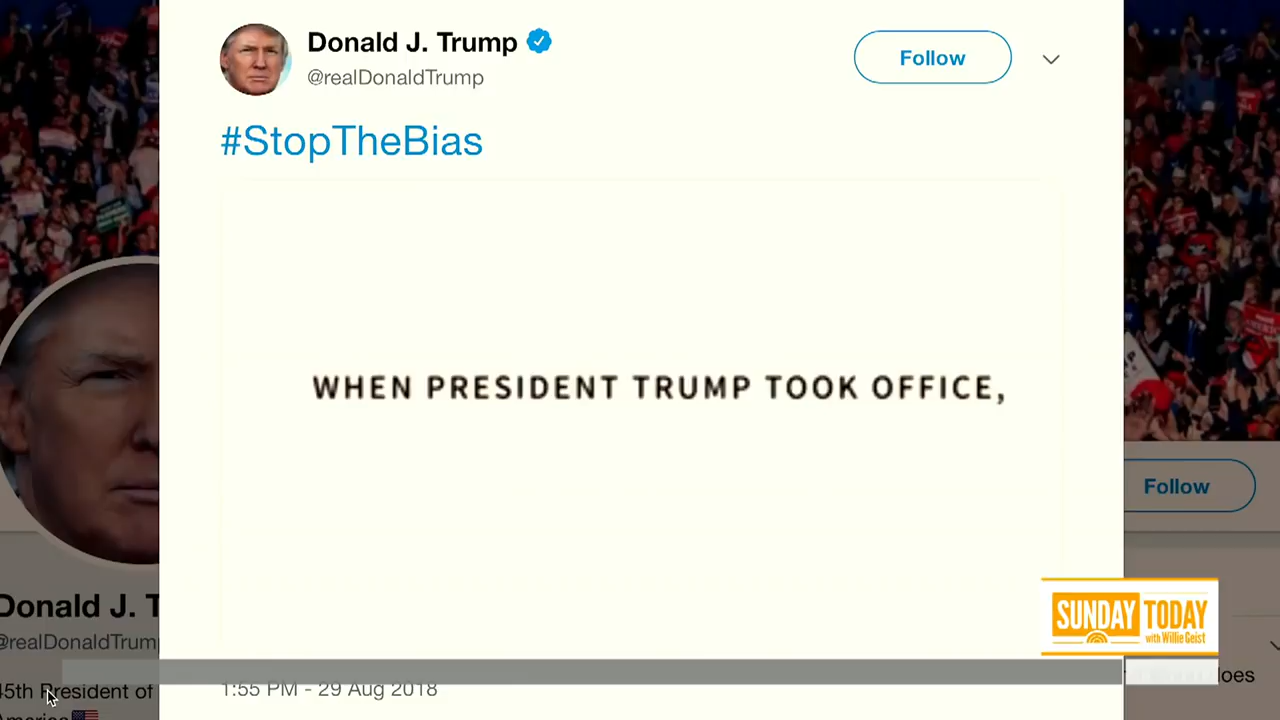 Donald J. Trump
@realDonaldTrump
Follow
#StopTheBias
WHEN PRESIDENT TRUMP TOOK OFFICE,
Follow
SUNDAY TODAY
with Willie Geist
Donald J. T
@realDonaldTrum
45th President of
1:55 PM - 29 Aug 2018